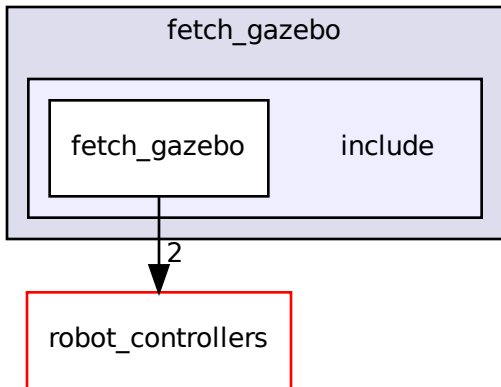 fetch_gazebo
fetch_gazebo include
2
robot_controllers